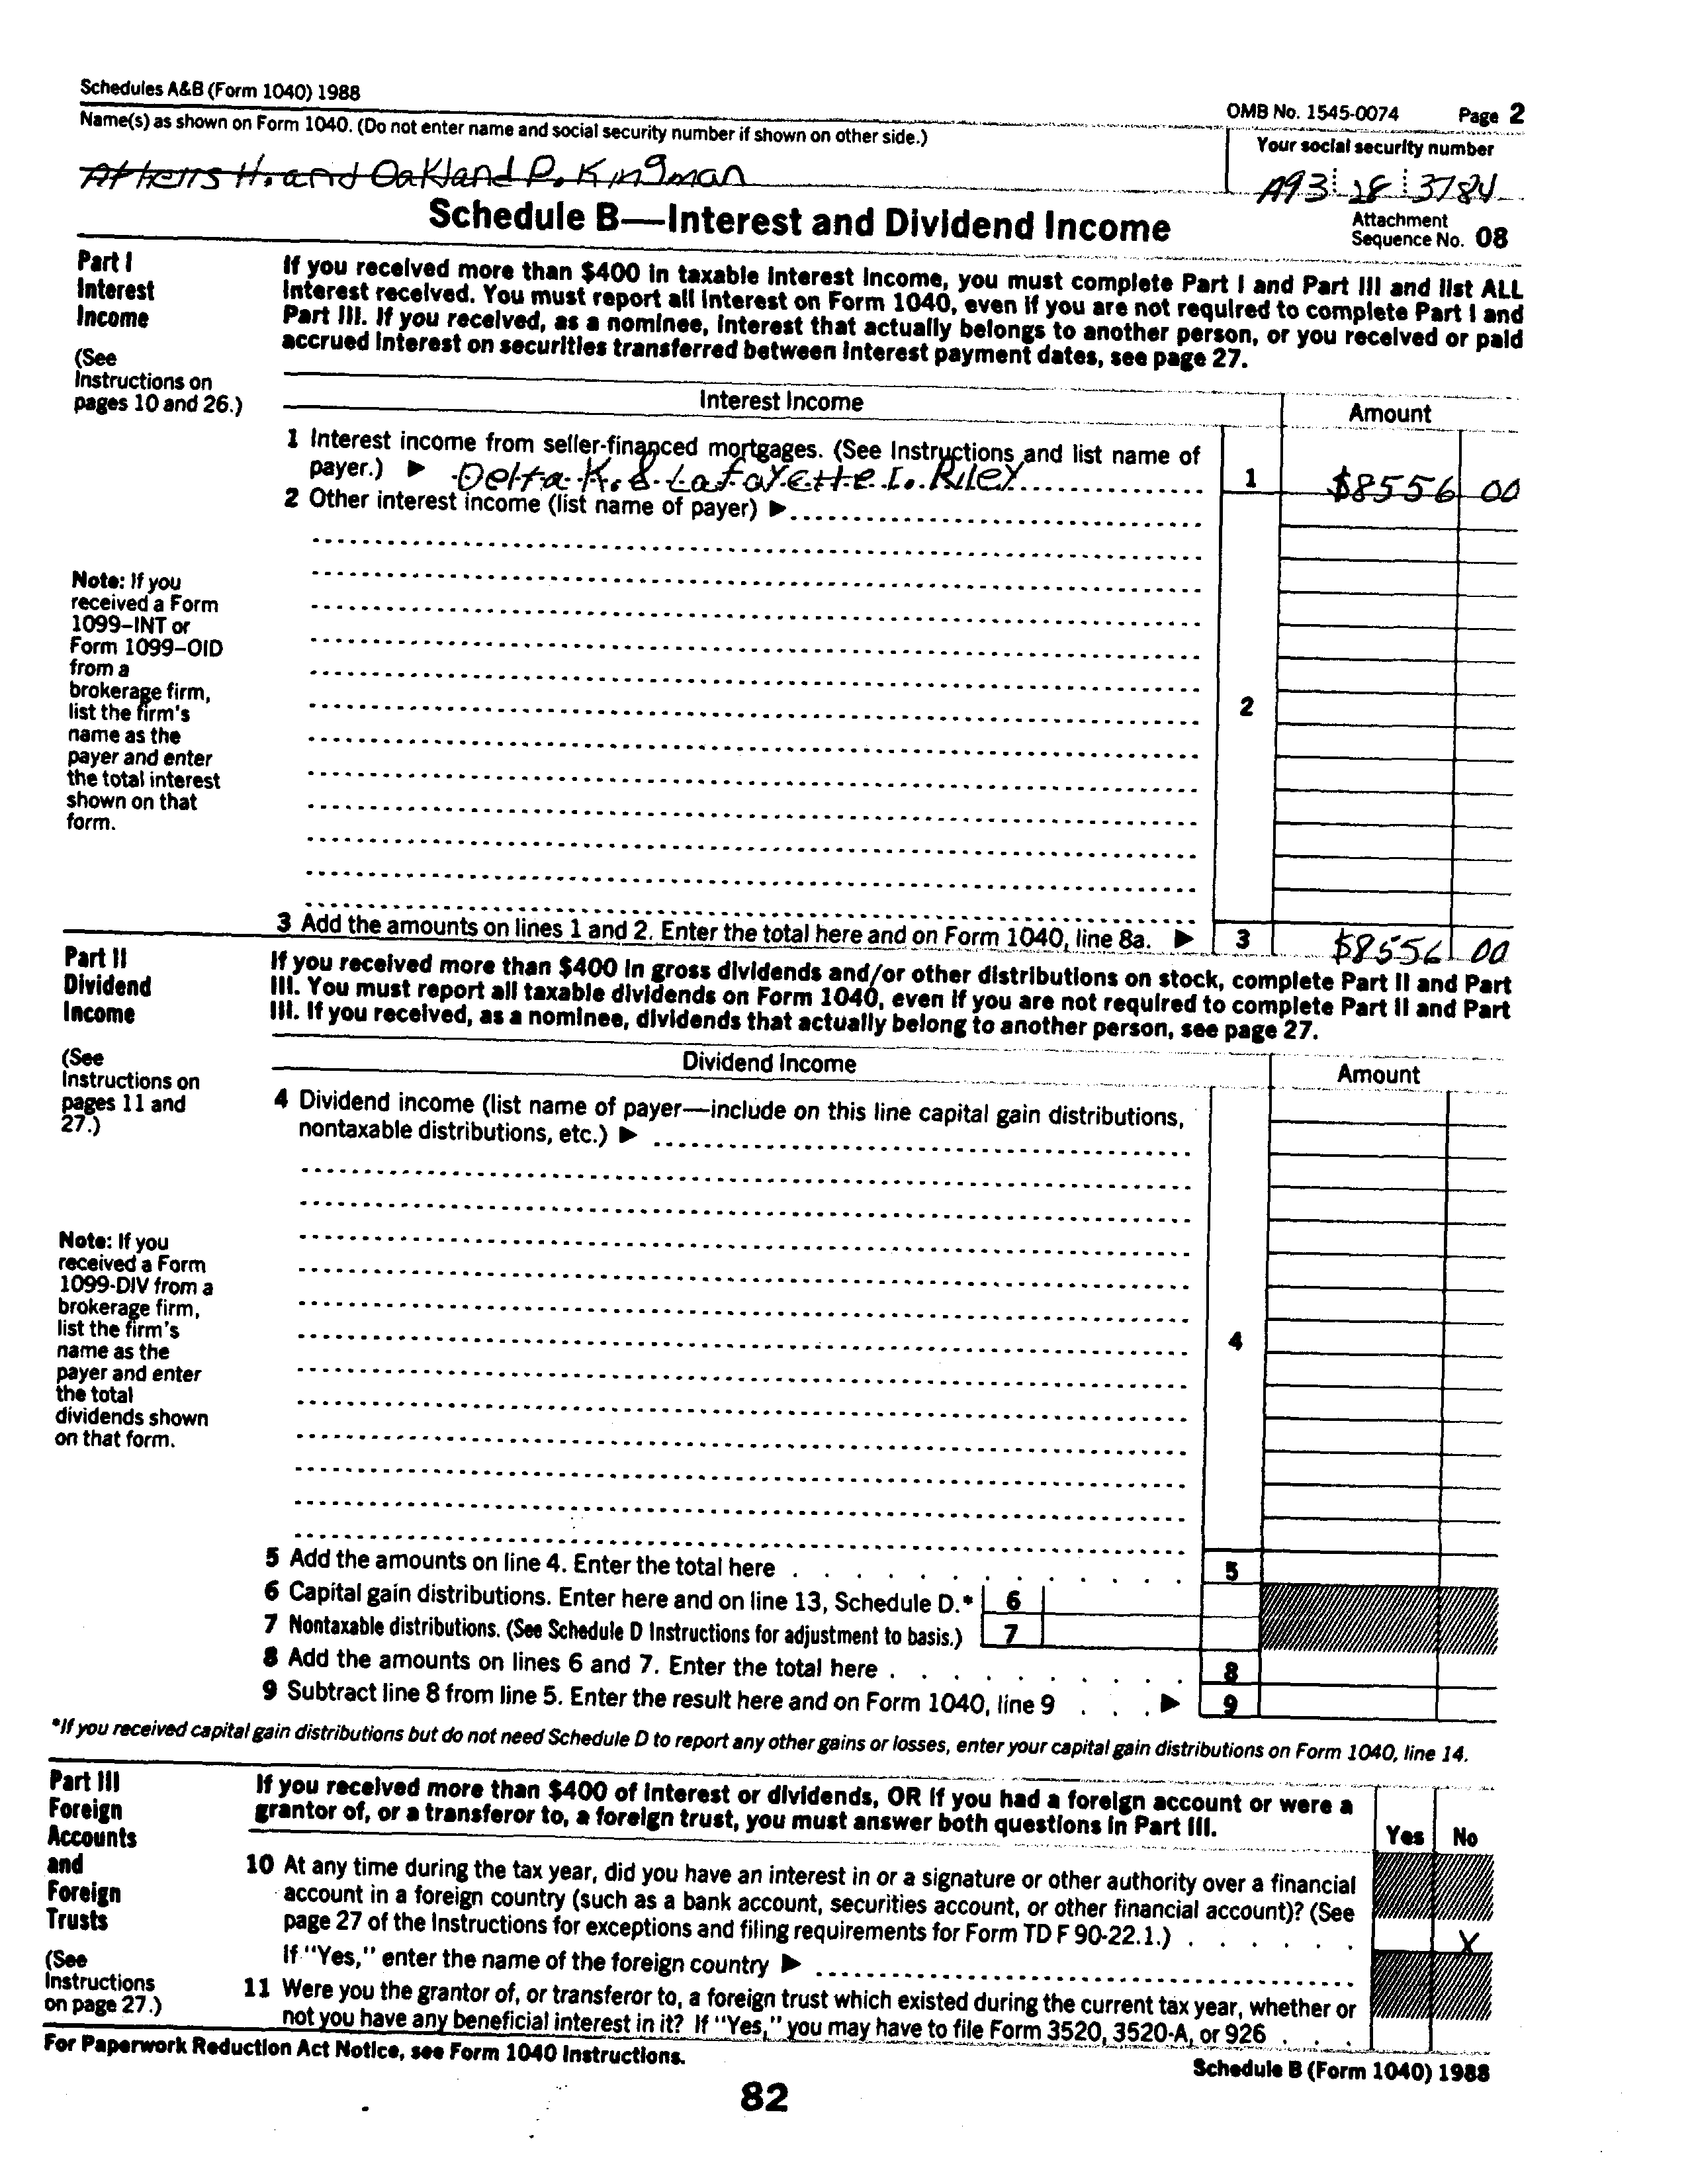 Schedules A&B (Form 1040) 1988
OMB No. 1545-0074 Page 2
Name(s) as shown on Form 1040. (Do not enter name and social security number if shown on other side.)
Your social security number
Athens H. and Oakland P. Kingman
A93 28 3784
Schedule B—Interest and Dividend Income
Attachment
Sequence No. 08
Part I
Interest
Income
(See
Instructions on
pages 10 and 26.)
If you received more than $400 in taxable interest income, you must complete Part I and Part III and list ALL
interest received. You must report all interest on Form 1040, even if you are not required to complete Part I and
Part III. If you received, as a nominee, interest that actually belongs to another person, or you received or paid
accrued interest on securities transferred between interest payment dates, see page 27.
Interest Income
Amount
1 Interest income from seller-financed mortgages. (See Instructions and list name of
payer.) ▶ Delta K. & Lafayette I. Riley
1 $8556 00
2 Other interest income (list name of payer) ▶
Note: If you
received a Form
1099–INT or
Form 1099–OID
from a
brokerage firm,
list the firm's
name as the
payer and enter
the total interest
shown on that
form.
2
3 Add the amounts on lines 1 and 2. Enter the total here and on Form 1040, line 8a. ▶ 3 $8556 00
Part II
Dividend
Income
(See
Instructions on
pages 11 and
27.)
If you received more than $400 in gross dividends and/or other distributions on stock, complete Part II and Part
III. You must report all taxable dividends on Form 1040, even if you are not required to complete Part II and Part
III. If you received, as a nominee, dividends that actually belong to another person, see page 27.
Dividend Income
Amount
4 Dividend income (list name of payer—include on this line capital gain distributions,
nontaxable distributions, etc.) ▶
Note: If you
received a Form
1099-DIV from a
brokerage firm,
list the firm's
name as the
payer and enter
the total
dividends shown
on that form.
4
5 Add the amounts on line 4. Enter the total here . . . . . . . . . . . . 5
6 Capital gain distributions. Enter here and on line 13, Schedule D.* 6
7 Nontaxable distributions. (See Schedule D Instructions for adjustment to basis.) 7
8 Add the amounts on lines 6 and 7. Enter the total here . . . . . . . . . . 8
9 Subtract line 8 from line 5. Enter the result here and on Form 1040, line 9 . . . ▶ 9
*If you received capital gain distributions but do not need Schedule D to report any other gains or losses, enter your capital gain distributions on Form 1040, line 14.
Part III
Foreign
Accounts
and
Foreign
Trusts
(See
Instructions
on page 27.)
If you received more than $400 of interest or dividends, OR if you had a foreign account or were a
grantor of, or a transferor to, a foreign trust, you must answer both questions in Part III.
Yes No
10 At any time during the tax year, did you have an interest in or a signature or other authority over a financial
account in a foreign country (such as a bank account, securities account, or other financial account)? (See
page 27 of the Instructions for exceptions and filing requirements for Form TD F 90-22.1.) . . . . . . X
If "Yes," enter the name of the foreign country ▶
11 Were you the grantor of, or transferor to, a foreign trust which existed during the current tax year, whether or
not you have any beneficial interest in it? If "Yes," you may have to file Form 3520, 3520-A, or 926 . . .
For Paperwork Reduction Act Notice, see Form 1040 Instructions.
Schedule B (Form 1040) 1988
82